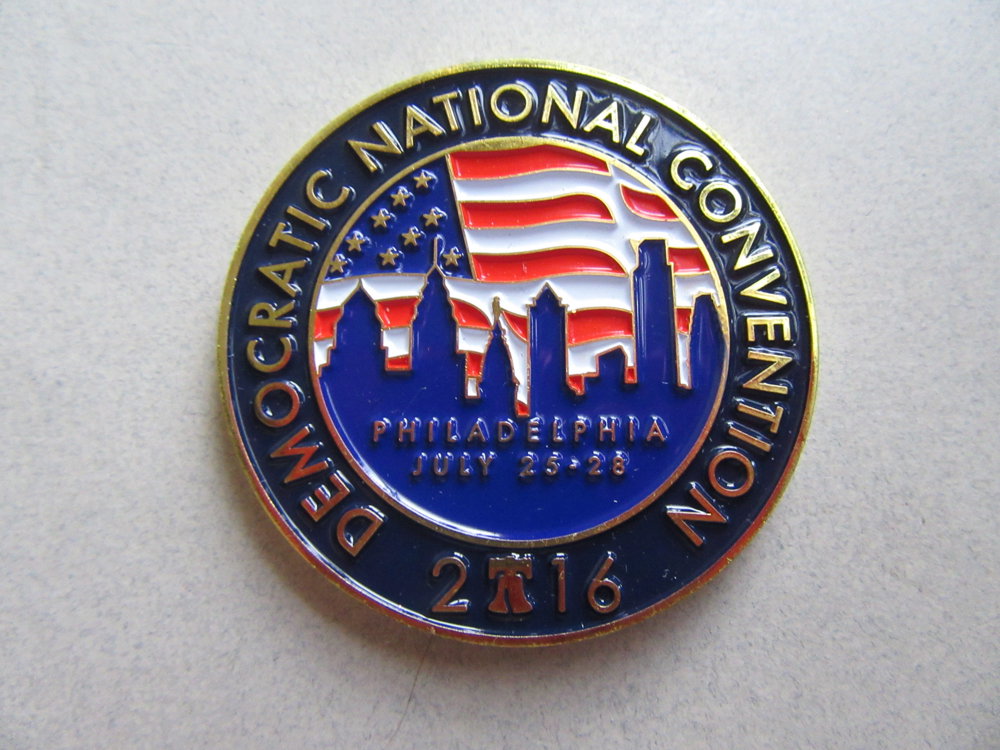 DEMOCRATIC NATIONAL CONVENTION
PHILADELPHIA
JULY 25-28
2016